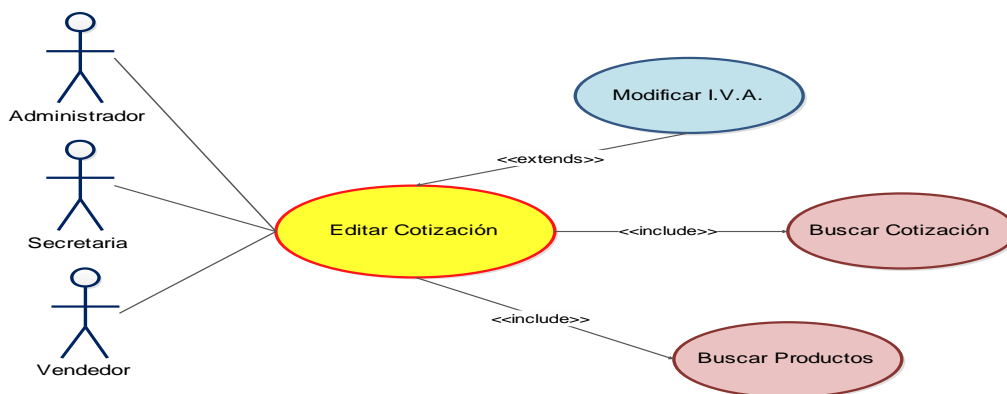 Administrador
Modificar I.V.A.
<<extends>>
Secretaria
Editar Cotización
<<include>>
Buscar Cotización
<<include>>
Vendedor
Buscar Productos